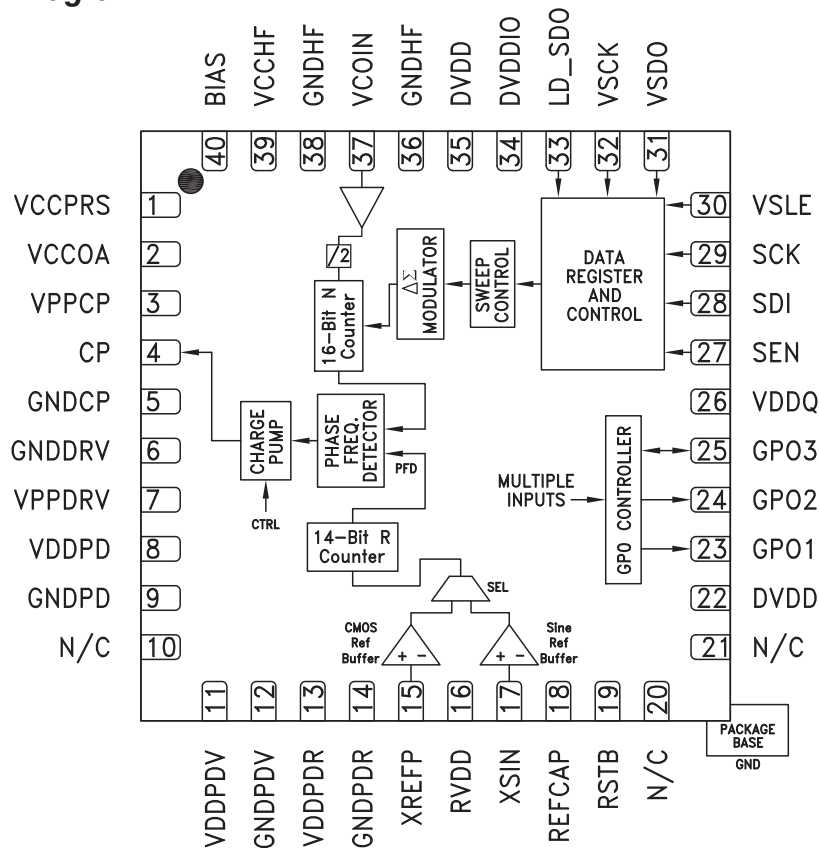 BIAS
VCCHF
GNDHF
VCOIN
GNDHF
DVDD
DVDDIO
LD_SDO
VSCK
VSDO
40
39
38
37
36
35
34
33
32
31
VCCPRS 1
VCCOA 2
VPPCP 3
CP 4
GNDCP 5
GNDDRV 6
VPPDRV 7
VDDPD 8
GNDPD 9
N/C 10
/2
16-Bit N
Counter
ΔΣ
MODULATOR
SWEEP
CONTROL
DATA
REGISTER
AND
CONTROL
CHARGE
PUMP
CTRL
PHASE
FREQ.
DETECTOR
PFD
14-Bit R
Counter
SEL
CMOS
Ref
Buffer
+ -
Sine
Ref
Buffer
+ -
MULTIPLE
INPUTS
GPO CONTROLLER
30 VSLE
29 SCK
28 SDI
27 SEN
26 VDDQ
25 GPO3
24 GPO2
23 GPO1
22 DVDD
21 N/C
11
12
13
14
15
16
17
18
19
20
VDDPDV
GNDPDV
VDDPDR
GNDPDR
XREFP
RVDD
XSIN
REFCAP
RSTB
N/C
PACKAGE
BASE
GND